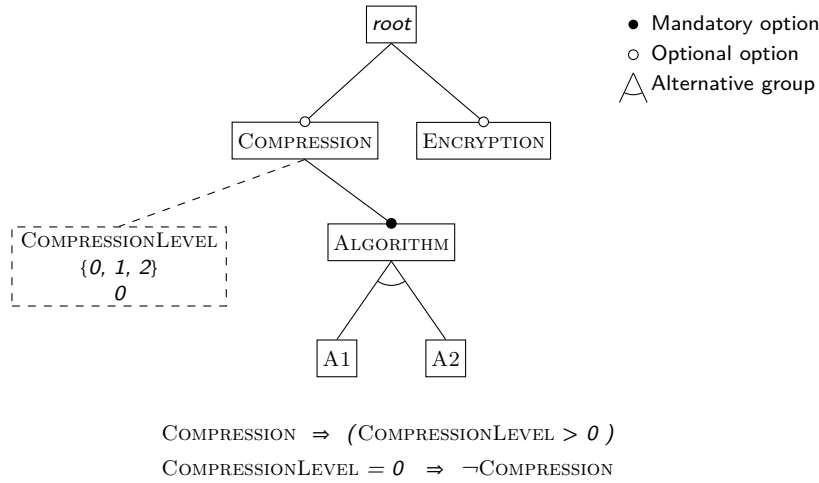 root
Mandatory option
Optional option
Alternative group
COMPRESSION
ENCRYPTION
COMPRESSIONLEVEL
{0, 1, 2}
0
ALGORITHM
A1
A2
COMPRESSION ⇒ (COMPRESSIONLEVEL > 0 )
COMPRESSIONLEVEL = 0 ⇒ ¬COMPRESSION